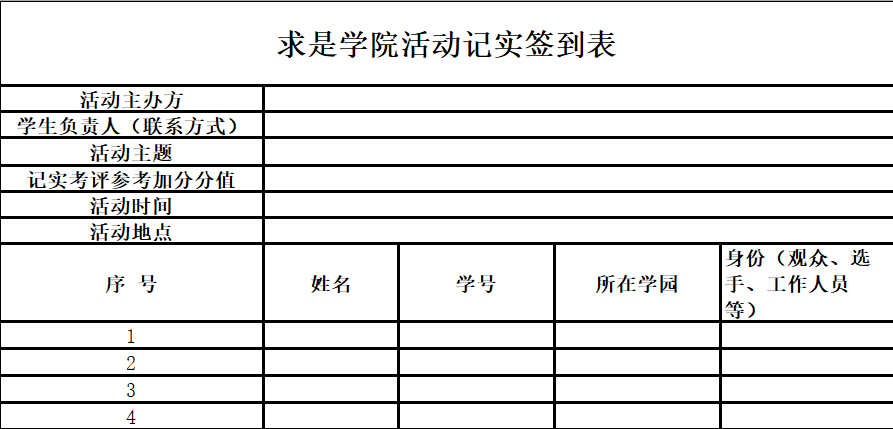 求是学院活动记实签到表
活动主办方
学生负责人（联系方式）
活动主题
记实考评参考加分分值
活动时间
活动地点
序 号 姓名 学号 所在学园 身份（观众、选
手、工作人员
等）
1
2
3
4